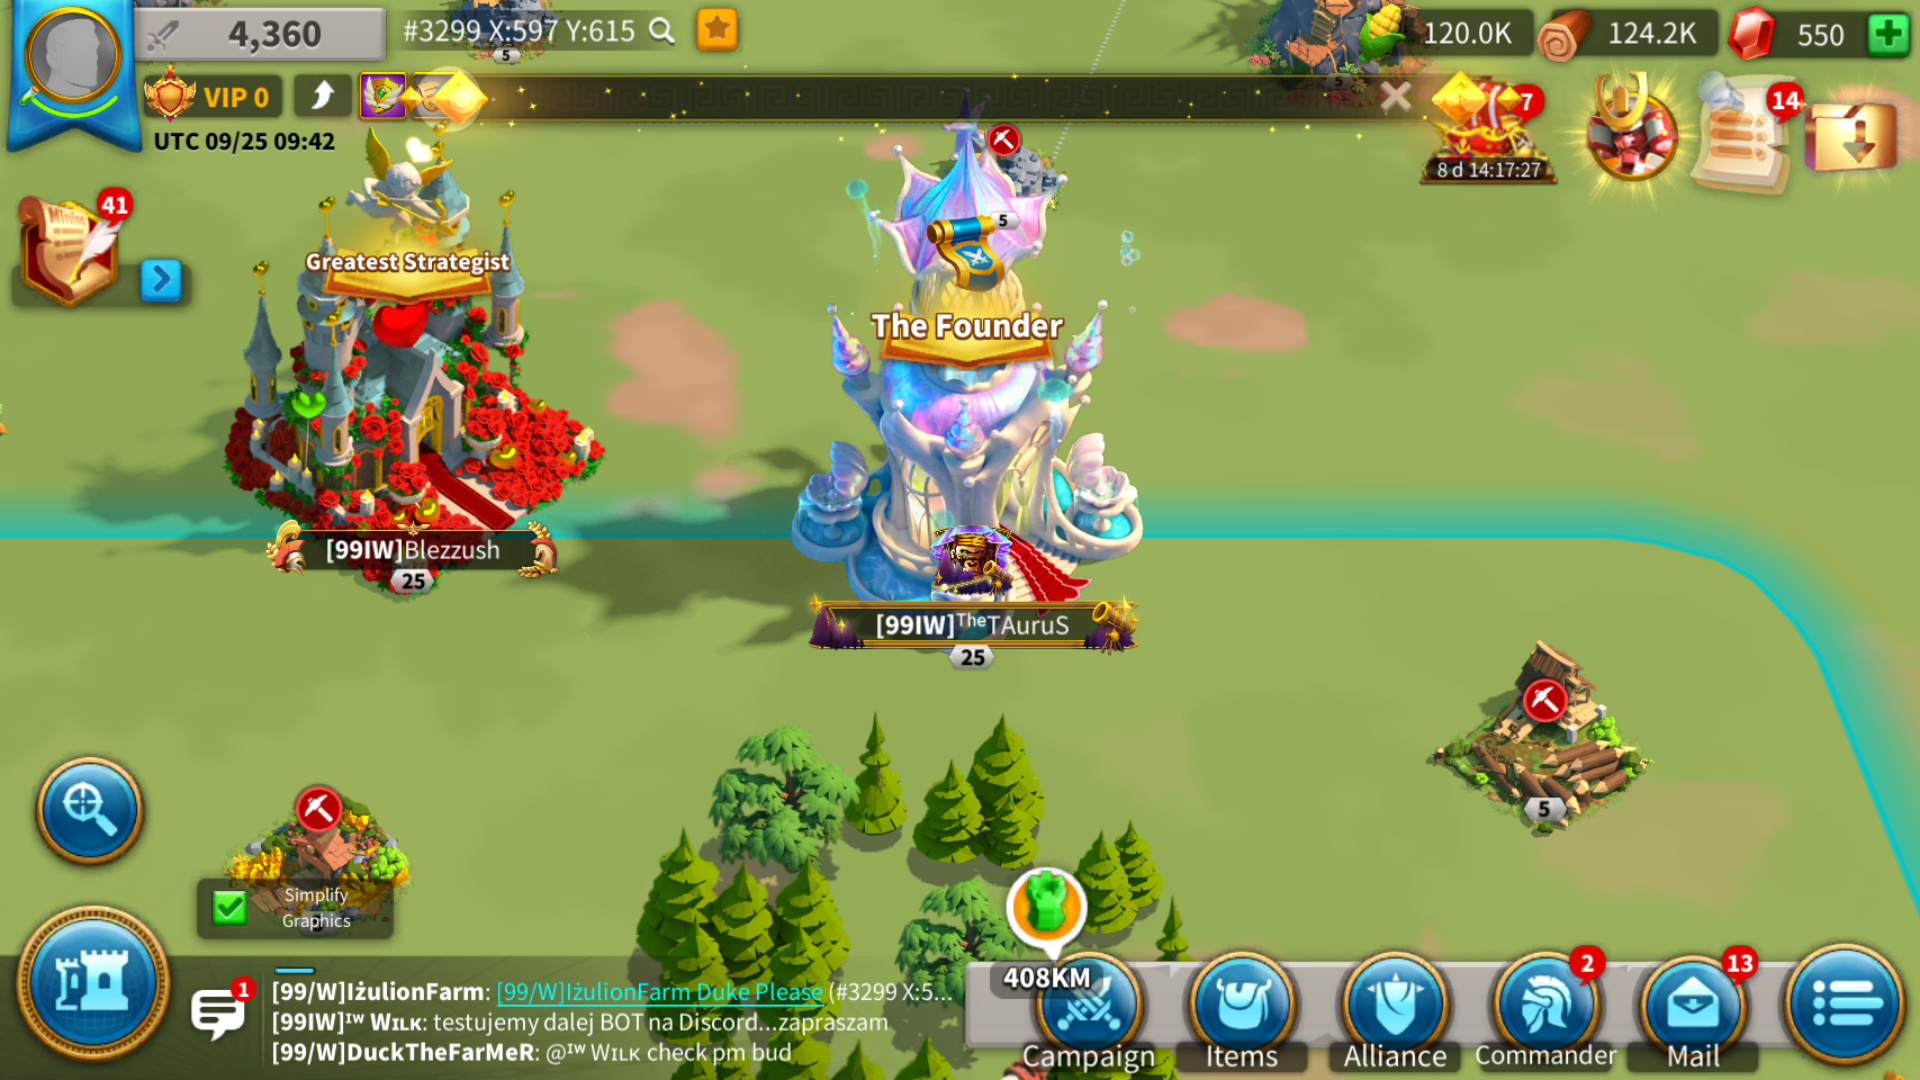 4,360
#3299 X:597 Y:615
5
120.0K
124.2K
550
VIP 0
5
7
14
8 d 14:17:27
UTC 09/25 09:42
Mission
41
5
Greatest Strategist
The Founder
[99IW]Blezzush
25
[99IW]ᵀʰᵉTAuruS
25
5
Simplify
Graphics
408KM
1
[99/W]IżulionFarm: [99/W]IżulionFarm Duke Please (#3299 X:5...
[99IW]ᴵᵂ Wɪʟᴋ: testujemy dalej BOT na Discord...zapraszam
[99/W]DuckTheFarMeR: @ᴵᵂ Wɪʟᴋ check pm bud
2
13
Campaign
Items
Alliance
Commander
Mail